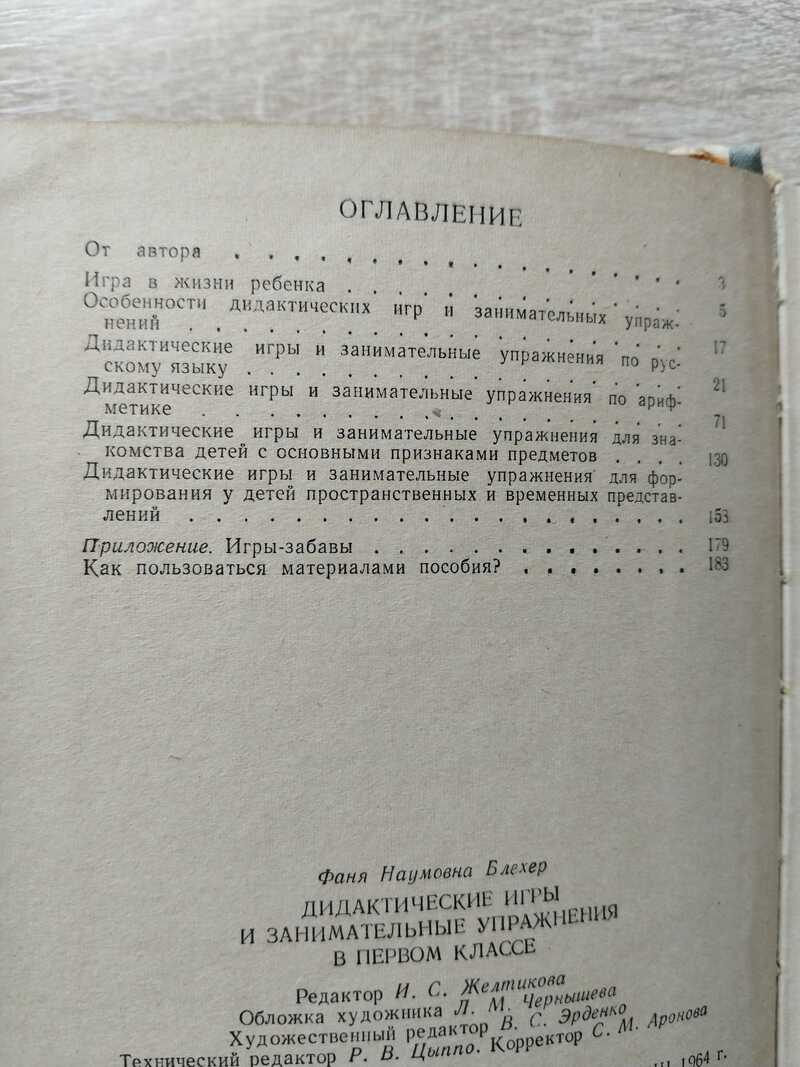 ОГЛАВЛЕНИЕ
От автора . . . . . . . . . . . . . . . . . 3
Игра в жизни ребенка . . . . . . . . . . . . . 5
Особенности дидактических игр и занимательных упраж-
нений . . . . . . . . . . . . . . . . . . . 17
Дидактические игры и занимательные упражнения по рус-
скому языку . . . . . . . . . . . . . . . . 21
Дидактические игры и занимательные упражнения по ариф-
метике . . . . . . . . . . . . . . . . . . 71
Дидактические игры и занимательные упражнения для зна-
комства детей с основными признаками предметов . . . . 130
Дидактические игры и занимательные упражнения для фор-
мирования у детей пространственных и временных представ-
лений . . . . . . . . . . . . . . . . . . . 153
Приложение. Игры-забавы . . . . . . . . . . . . 179
Как пользоваться материалами пособия? . . . . . . . . 183
Фаня Наумовна Блехер
ДИДАКТИЧЕСКИЕ ИГРЫ
И ЗАНИМАТЕЛЬНЫЕ УПРАЖНЕНИЯ
В ПЕРВОМ КЛАССЕ
Редактор И. С. Желтикова
Обложка художника Л. М. Чернышева
Художественный редактор В. С. Эрденко
Технический редактор Р. В. Цыппо. Корректор С. М. Аронова
1964 г.